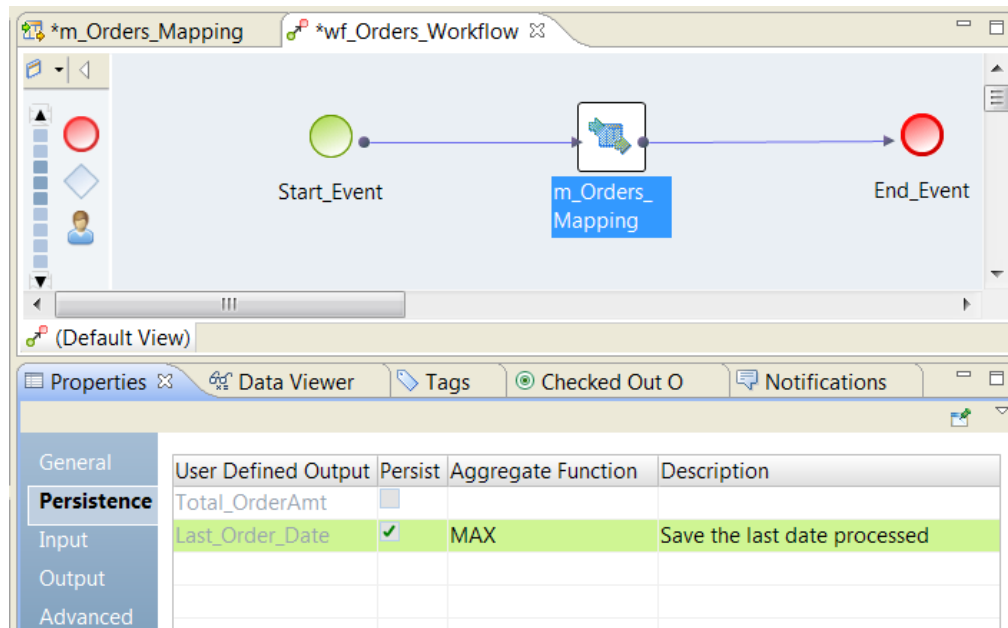 *m_Orders_Mapping *wf_Orders_Workflow
Start_Event
m_Orders_
Mapping
End_Event
(Default View)
Properties Data Viewer Tags Checked Out O Notifications
General
Persistence
Input
Output
Advanced
User Defined Output Persist Aggregate Function Description
Total_OrderAmt
Last_Order_Date MAX Save the last date processed